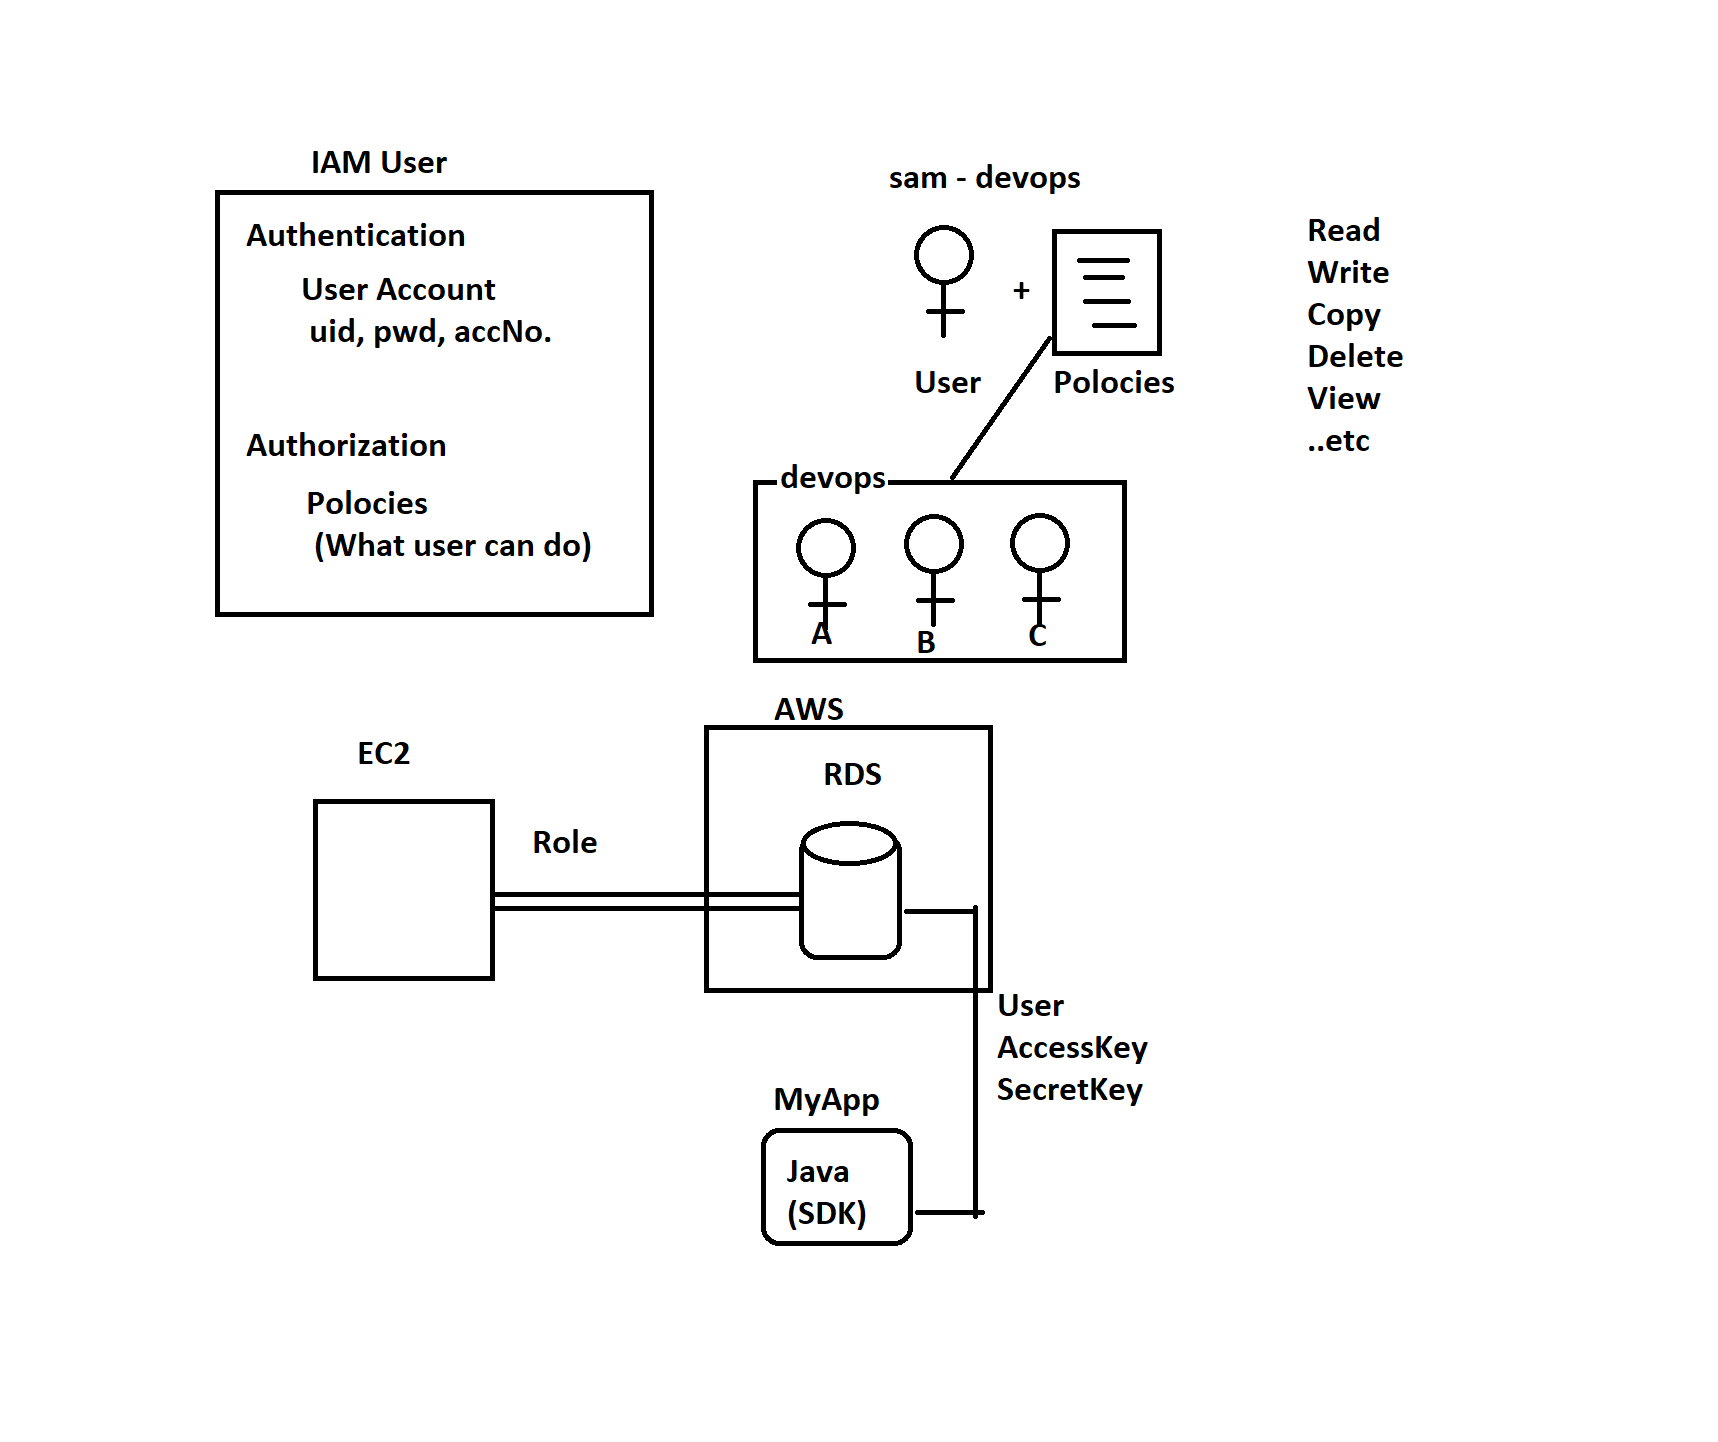 IAM User
Authentication
User Account
uid, pwd, accNo.
Authorization
Polocies
(What user can do)
sam - devops
+
User
Polocies
Read
Write
Copy
Delete
View
..etc
devops
A
B
C
EC2
Role
AWS
RDS
User
AccessKey
SecretKey
MyApp
Java
(SDK)